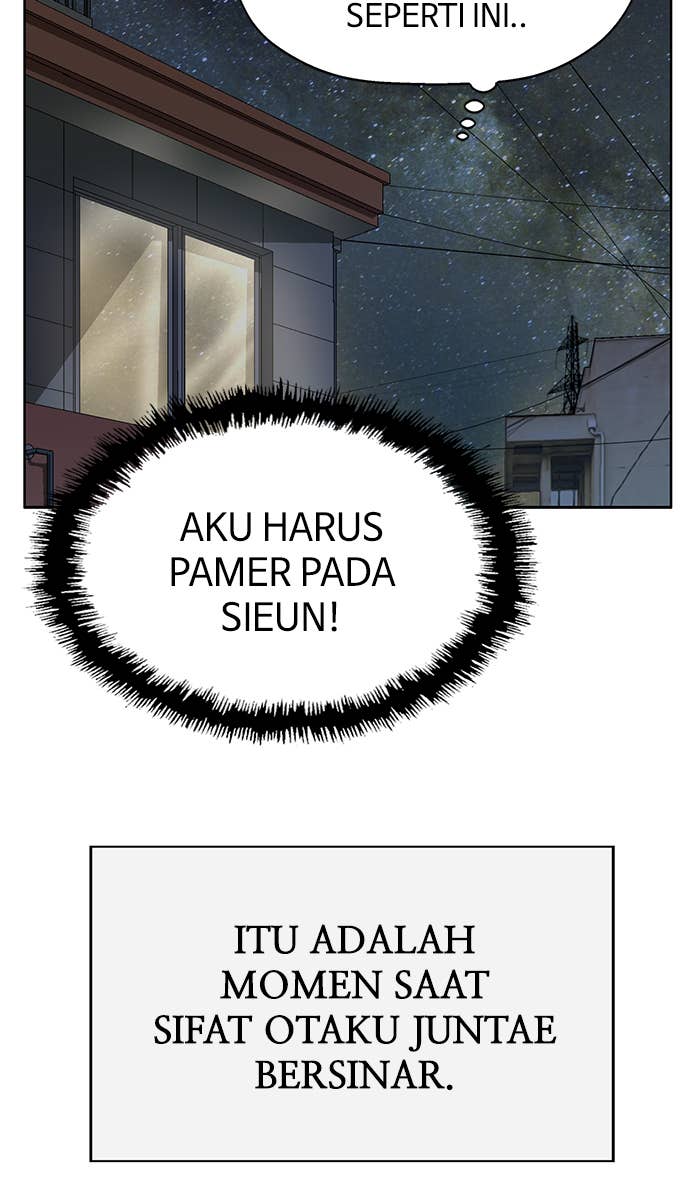 SEPERTI INI..
AKU HARUS
PAMER PADA
SIEUN!
ITU ADALAH
MOMEN SAAT
SIFAT OTAKU JUNTAE
BERSINAR.